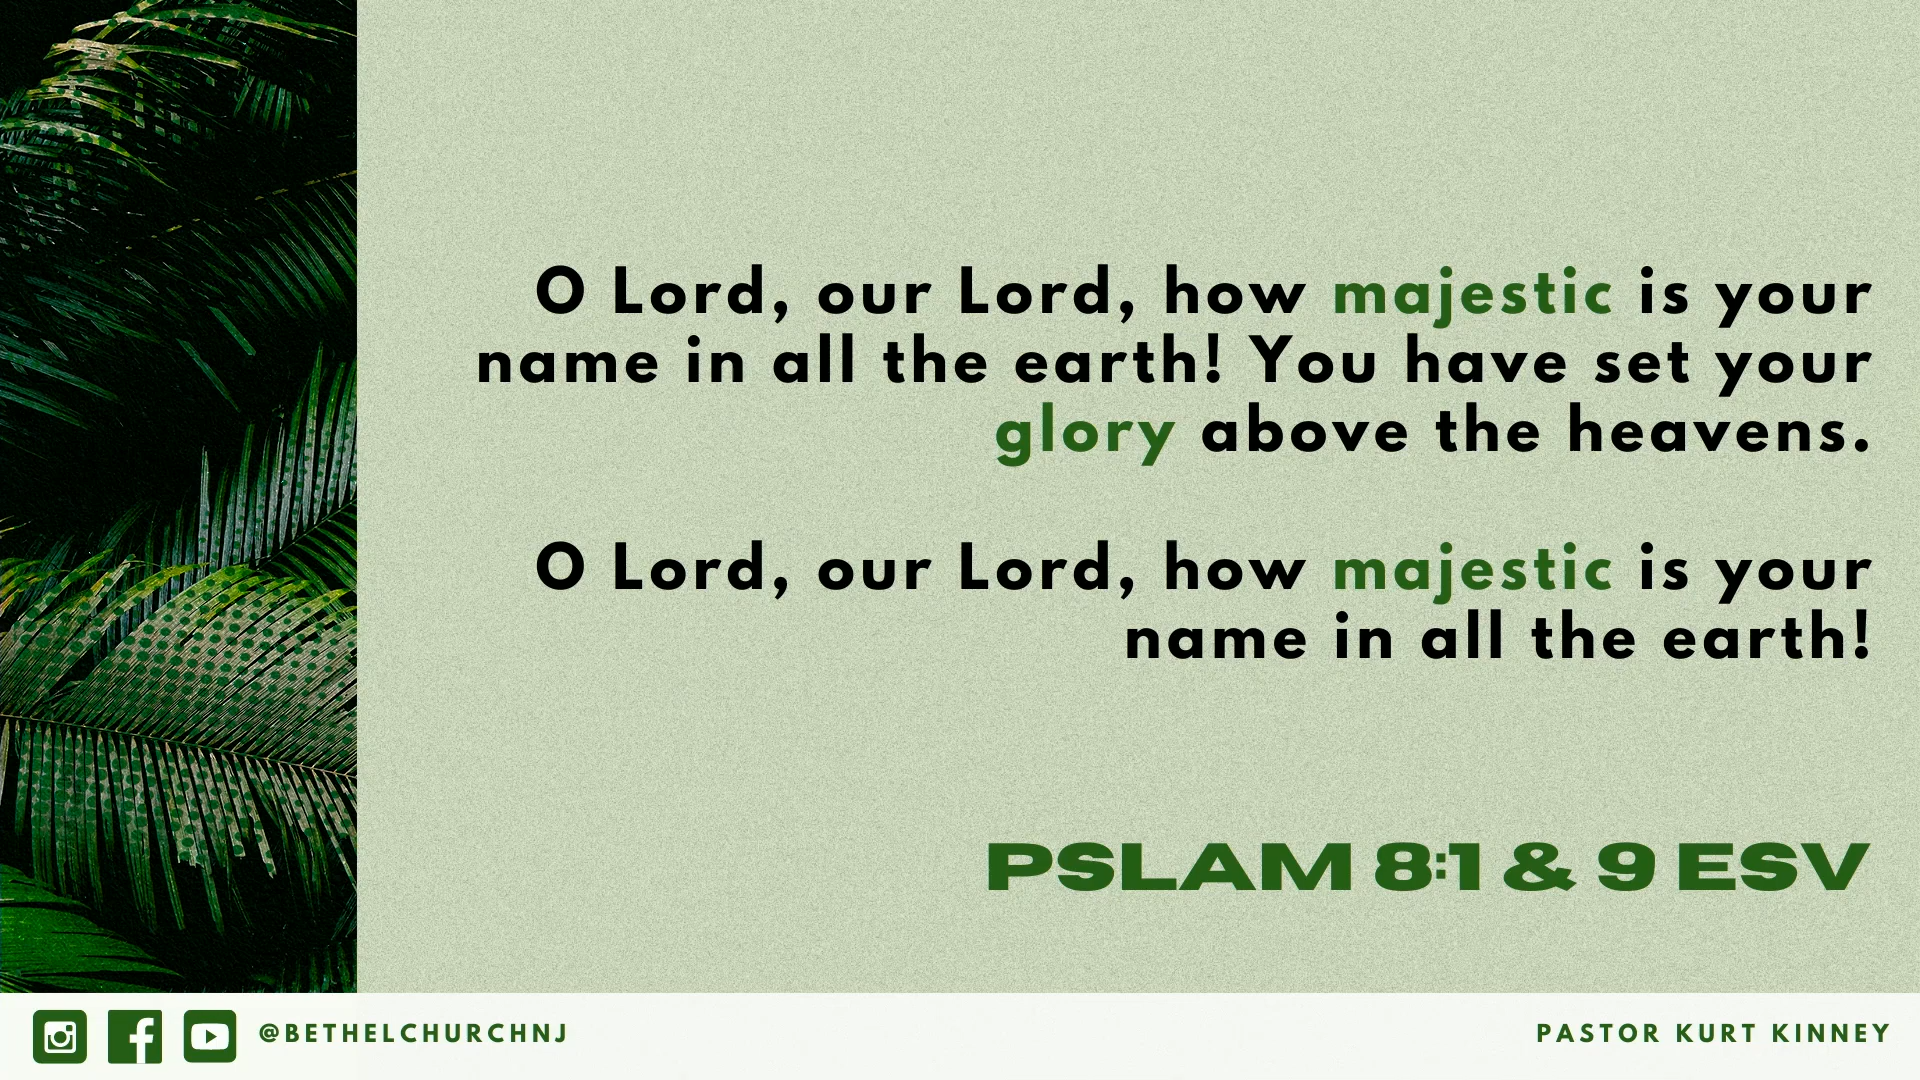 O Lord, our Lord, how majestic is your
name in all the earth! You have set your
glory above the heavens.
O Lord, our Lord, how majestic is your
name in all the earth!
PSLAM 8:1 & 9 ESV
@BETHELCHURCHNJ
PASTOR KURT KINNEY